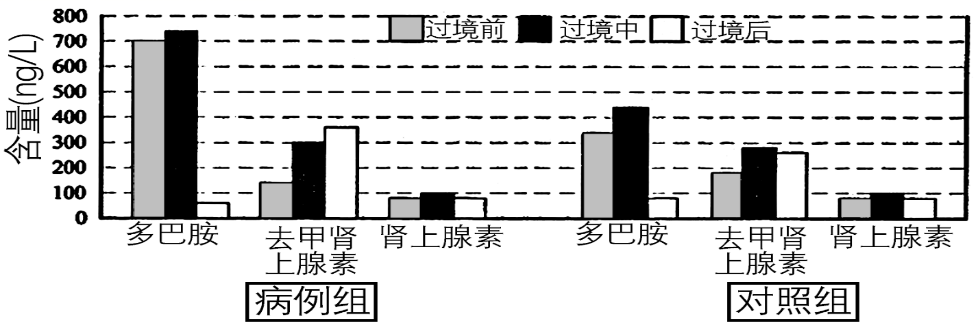 含量(ng/L)
800
700
600
500
400
300
200
100
0
过境前 过境中 过境后
多巴胺
去甲肾
上腺素
肾上腺素
多巴胺
去甲肾
上腺素
肾上腺素
病例组
对照组